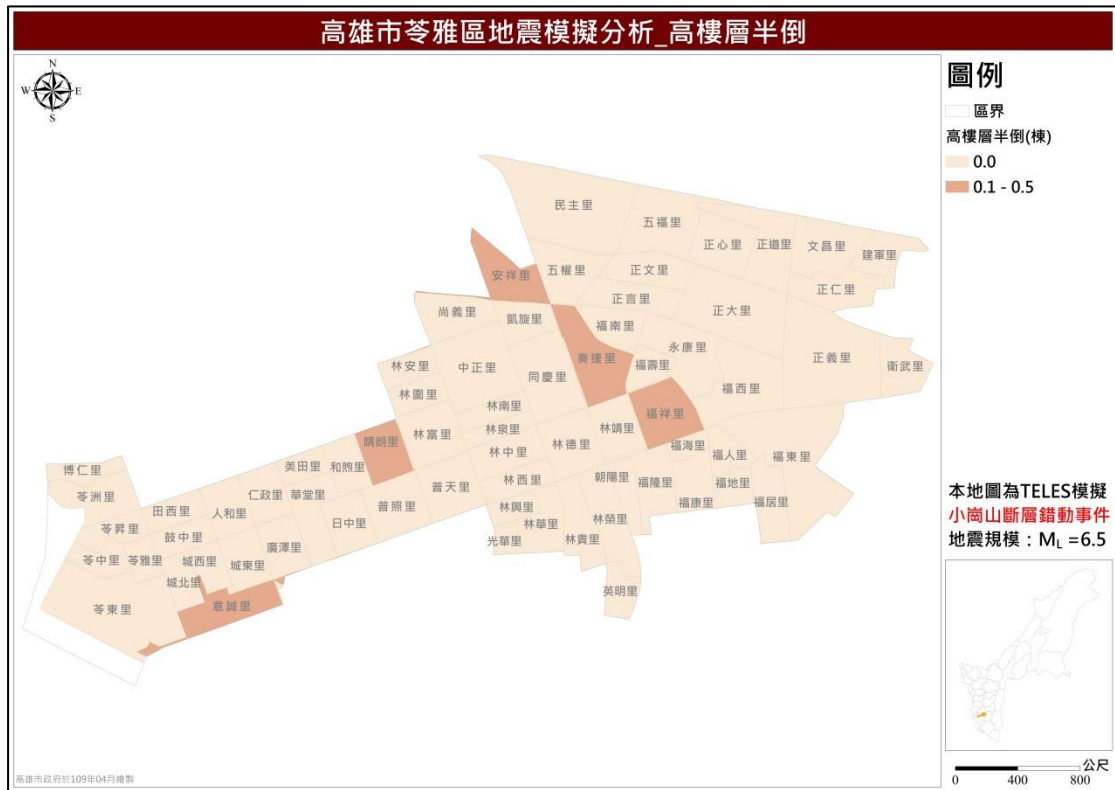 高雄市苓雅區地震模擬分析_高樓層半倒
N
W E
S
圖例
區界
高樓層半倒(棟)
0.0
0.1 - 0.5
民主里
五福里
正心里
正道里
文昌里
建軍里
安祥里
五權里
正文里
正仁里
正言里
正大里
尚義里
凱旋里
福南里
永康里
奏捷里
正義里
衛武里
林安里
中正里
同慶里
福壽里
福西里
林圍里
林南里
福祥里
晴朗里
林富里
林泉里
林靖里
林中里
林德里
福海里
福人里
福東里
博仁里
美田里
和煦里
苓洲里
仁政里
華堂里
普天里
林西里
朝陽里
福隆里
福地里
田西里
人和里
普照里
林興里
福康里
福居里
苓昇里
日中里
林華里
林榮里
鼓中里
廣澤里
光華里
林貴里
苓中里
苓雅里
城西里
城東里
城北里
英明里
苓東里
意誠里
本地圖為TELES模擬
小崗山斷層錯動事件
地震規模：ML =6.5
公尺
0 400 800
高雄市政府於109年04月繪製